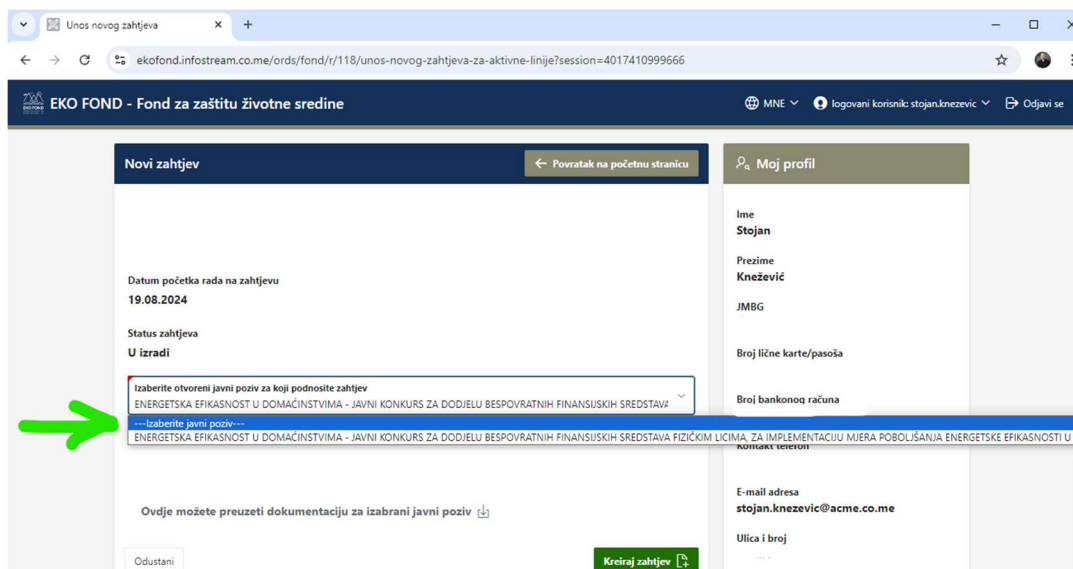 Unos novog zahtjeva
ekofond.infostream.co.me/ords/fond/r/118/unos-novog-zahtjeva-za-aktivne-linije?session=4017410999666
EKO FOND - Fond za zaštitu životne sredine
MNE
logovani korisnik: stojan.knezevic
Odjavi se
Novi zahtjev
Povratak na početnu stranicu
Datum početka rada na zahtjevu
19.08.2024
Status zahtjeva
U izradi
Izaberite otvoreni javni poziv za koji podnosite zahtjev
ENERGETSKA EFIKASNOST U DOMAĆINSTVIMA - JAVNI KONKURS ZA DODJELU BESPOVRATNIH FINANSIJSKIH SREDSTAVA
---Izaberite javni poziv---
ENERGETSKA EFIKASNOST U DOMAĆINSTVIMA - JAVNI KONKURS ZA DODJELU BESPOVRATNIH FINANSIJSKIH SREDSTAVA FIZIČKIM LICIMA, ZA IMPLEMENTACIJU MJERA POBOLJŠANJA ENERGETSKE EFIKASNOSTI U
Ovdje možete preuzeti dokumentaciju za izabrani javni poziv
Odustani
Kreiraj zahtjev
Moj profil
Ime
Stojan
Prezime
Knežević
JMBG
Broj lične karte/pasoša
Broj bankonog računa
Kontakt telefon
E-mail adresa
stojan.knezevic@acme.co.me
Ulica i broj